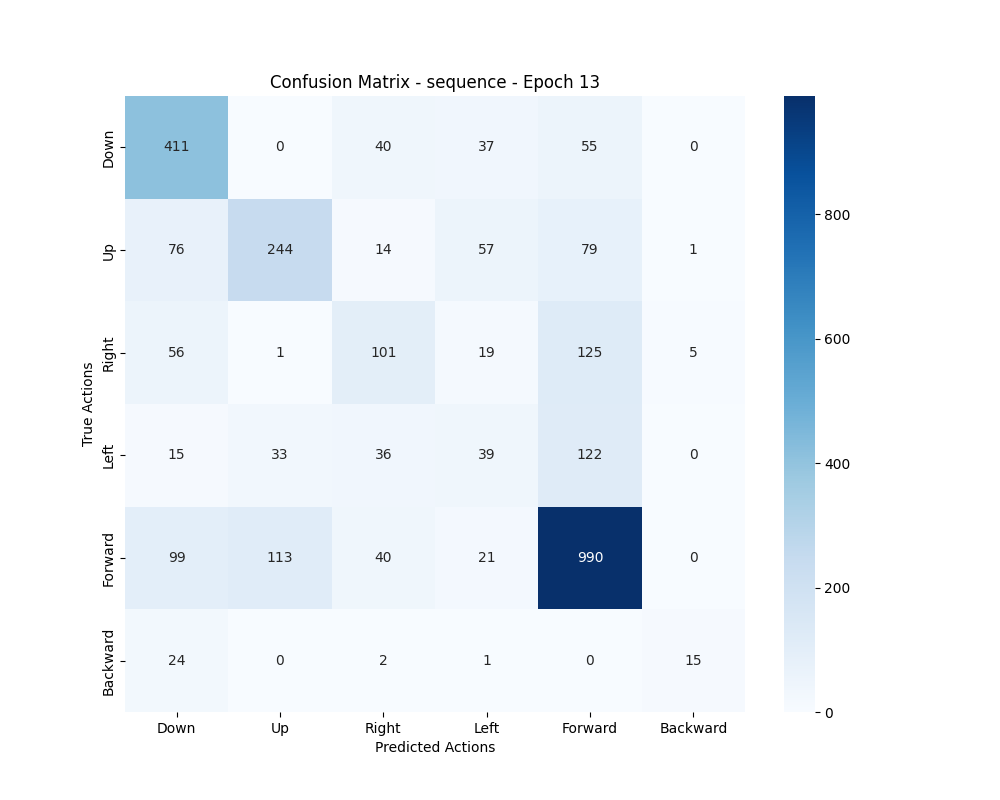 Confusion Matrix - sequence - Epoch 13
True Actions
Down 411 0 40 37 55 0
Up 76 244 14 57 79 1
Right 56 1 101 19 125 5
Left 15 33 36 39 122 0
Forward 99 113 40 21 990 0
Backward 24 0 2 1 0 15
Down Up Right Left Forward Backward
Predicted Actions
800
600
400
200
0